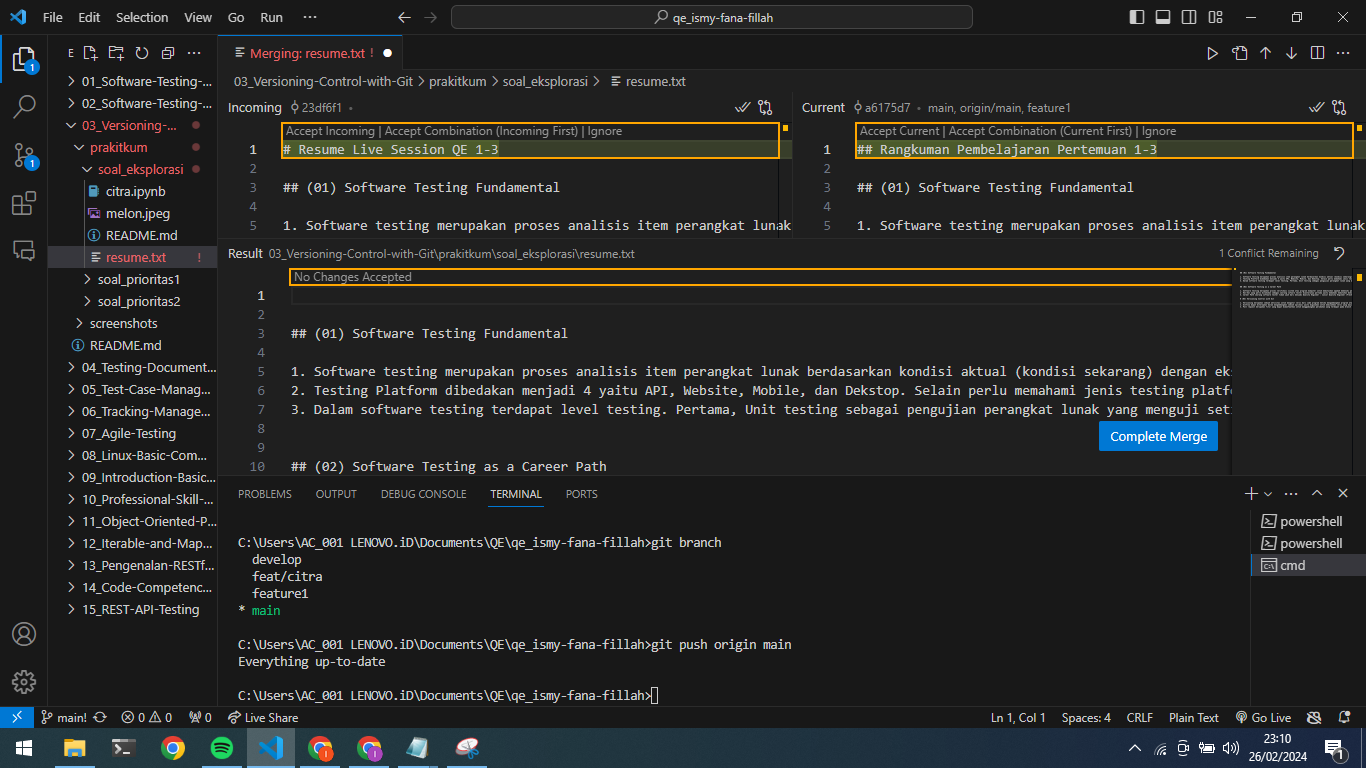 File Edit Selection View Go Run ··· qe_ismy-fana-fillah
E
Merging: resume.txt !
01_Software-Testing-...
02_Software-Testing-...
03_Versioning-...
prakitkum
soal_eksplorasi
citra.ipynb
melon.jpeg
README.md
resume.txt !
soal_prioritas1
soal_prioritas2
screenshots
README.md
04_Testing-Document...
05_Test-Case-Manag...
06_Tracking-Manage...
07_Agile-Testing
08_Linux-Basic-Com...
09_Introduction-Basic...
10_Professional-Skill-...
11_Object-Oriented-P...
12_Iterable-and-Map...
13_Pengenalan-RESTf...
14_Code-Competenc...
15_REST-API-Testing
1
1
03_Versioning-Control-with-Git > prakitkum > soal_eksplorasi > resume.txt
Incoming 23df6f1 •
Accept Incoming | Accept Combination (Incoming First) | Ignore
1 # Resume Live Session QE 1-3
2
3 ## (01) Software Testing Fundamental
4
5 1. Software testing merupakan proses analisis item perangkat lunak
Current a6175d7 • main, origin/main, feature1
Accept Current | Accept Combination (Current First) | Ignore
1 ## Rangkuman Pembelajaran Pertemuan 1-3
2
3 ## (01) Software Testing Fundamental
4
5 1. Software testing merupakan proses analisis item perangkat lunak
Result 03_Versioning-Control-with-Git\prakitkum\soal_eksplorasi\resume.txt 1 Conflict Remaining
No Changes Accepted
1
2
3 ## (01) Software Testing Fundamental
4
5 1. Software testing merupakan proses analisis item perangkat lunak berdasarkan kondisi aktual (kondisi sekarang) dengan eks
6 2. Testing Platform dibedakan menjadi 4 yaitu API, Website, Mobile, dan Dekstop. Selain perlu memahami jenis testing platf
7 3. Dalam software testing terdapat level testing. Pertama, Unit testing sebagai pengujian perangkat lunak yang menguji set
8
9
10 ## (02) Software Testing as a Career Path
Complete Merge
PROBLEMS OUTPUT DEBUG CONSOLE TERMINAL PORTS
C:\Users\AC_001 LENOVO.iD\Documents\QE\qe_ismy-fana-fillah>git branch
develop
feat/citra
feature1
* main
C:\Users\AC_001 LENOVO.iD\Documents\QE\qe_ismy-fana-fillah>git push origin main
Everything up-to-date
C:\Users\AC_001 LENOVO.iD\Documents\QE\qe_ismy-fana-fillah>
powershell
powershell
cmd
main! 0 0 0 Live Share Ln 1, Col 1 Spaces: 4 CRLF Plain Text Go Live
23:10
26/02/2024
1